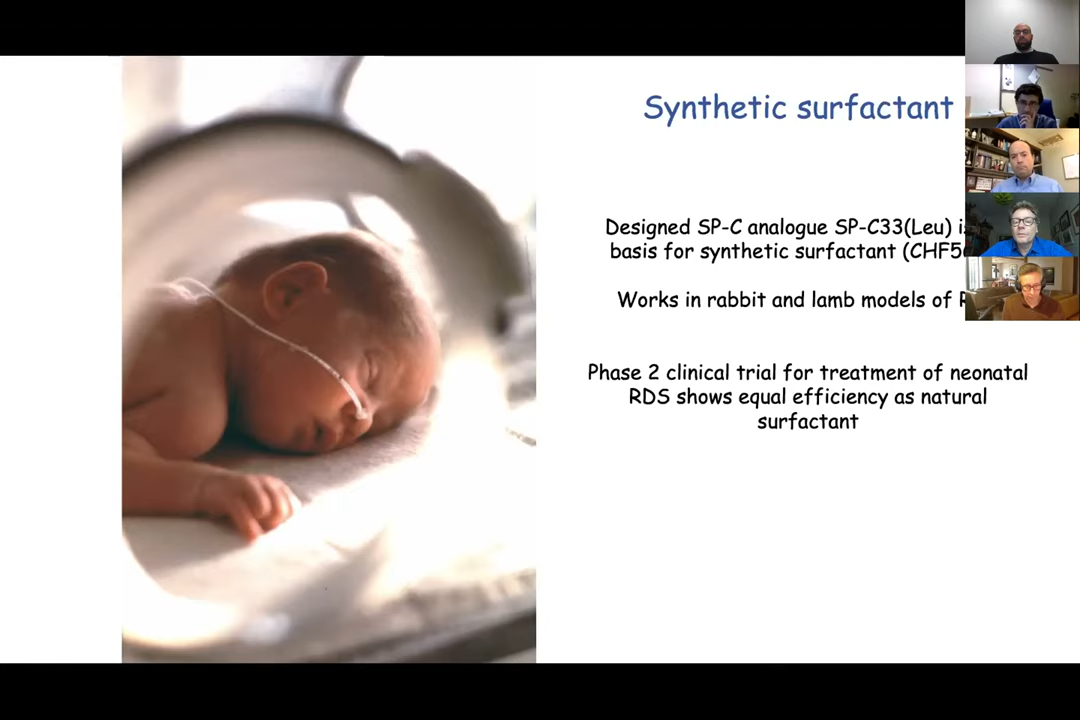 Synthetic surfactant
Designed SP-C analogue SP-C33(Leu)
basis for synthetic surfactant
Works in rabbit and lamb models of
Phase 2 clinical trial for treatment of neonatal
RDS shows equal efficiency as natural
surfactant